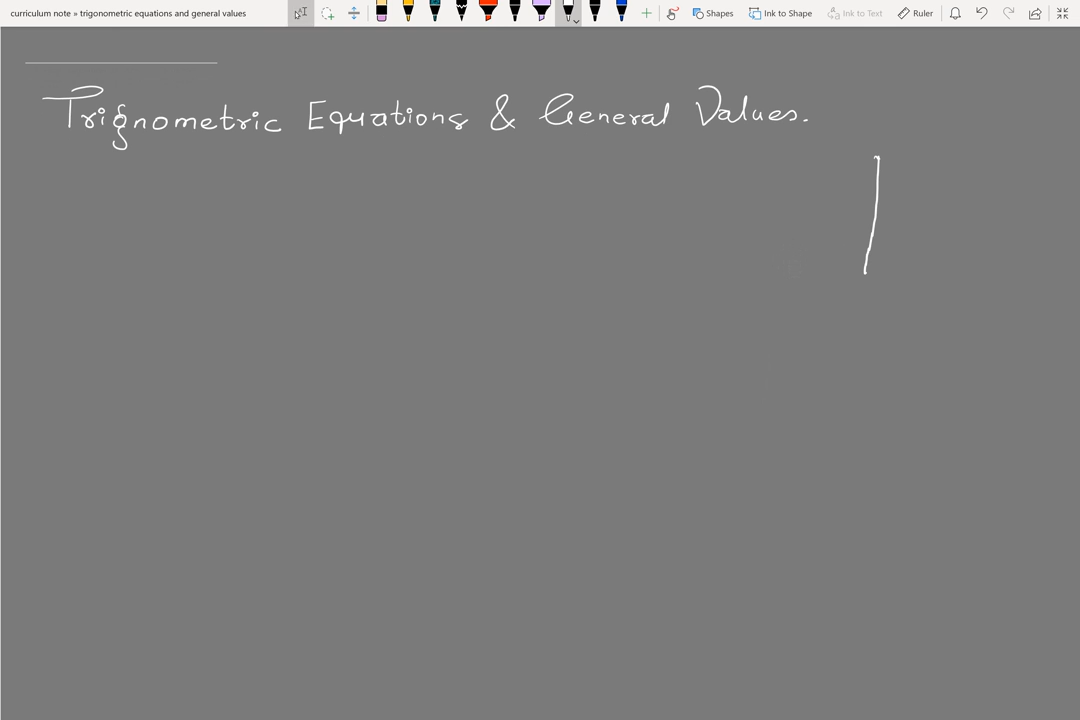 curriculum note » trigonometric equations and general values
Shapes
Ink to Shape
Ink to Text
Ruler
Trignometric Equations & General Values.